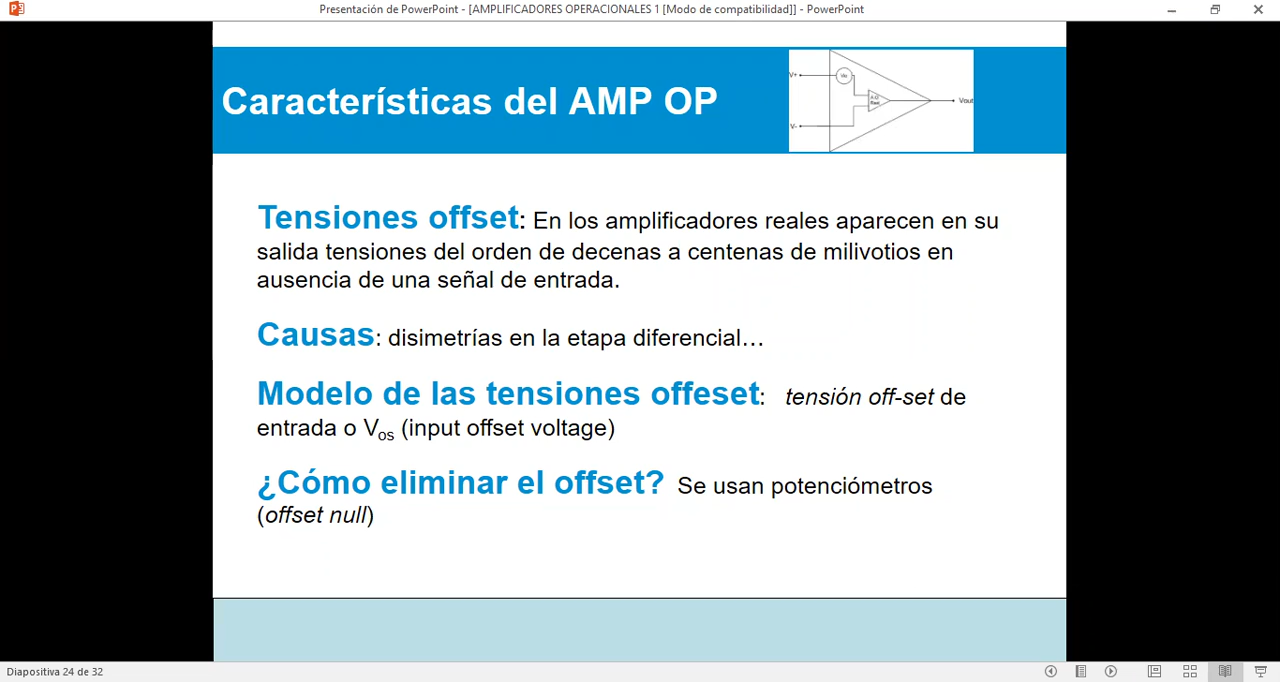 Presentación de PowerPoint - [AMPLIFICADORES OPERACIONALES 1 [Modo de compatibilidad]] - PowerPoint
Características del AMP OP
V+
Vos
A.O.
Real
Vout
V-
Tensiones offset: En los amplificadores reales aparecen en su
salida tensiones del orden de decenas a centenas de milivotios en
ausencia de una señal de entrada.
Causas: disimetrías en la etapa diferencial…
Modelo de las tensiones offeset: tensión off-set de
entrada o Vos (input offset voltage)
¿Cómo eliminar el offset? Se usan potenciómetros
(offset null)
Diapositiva 24 de 32